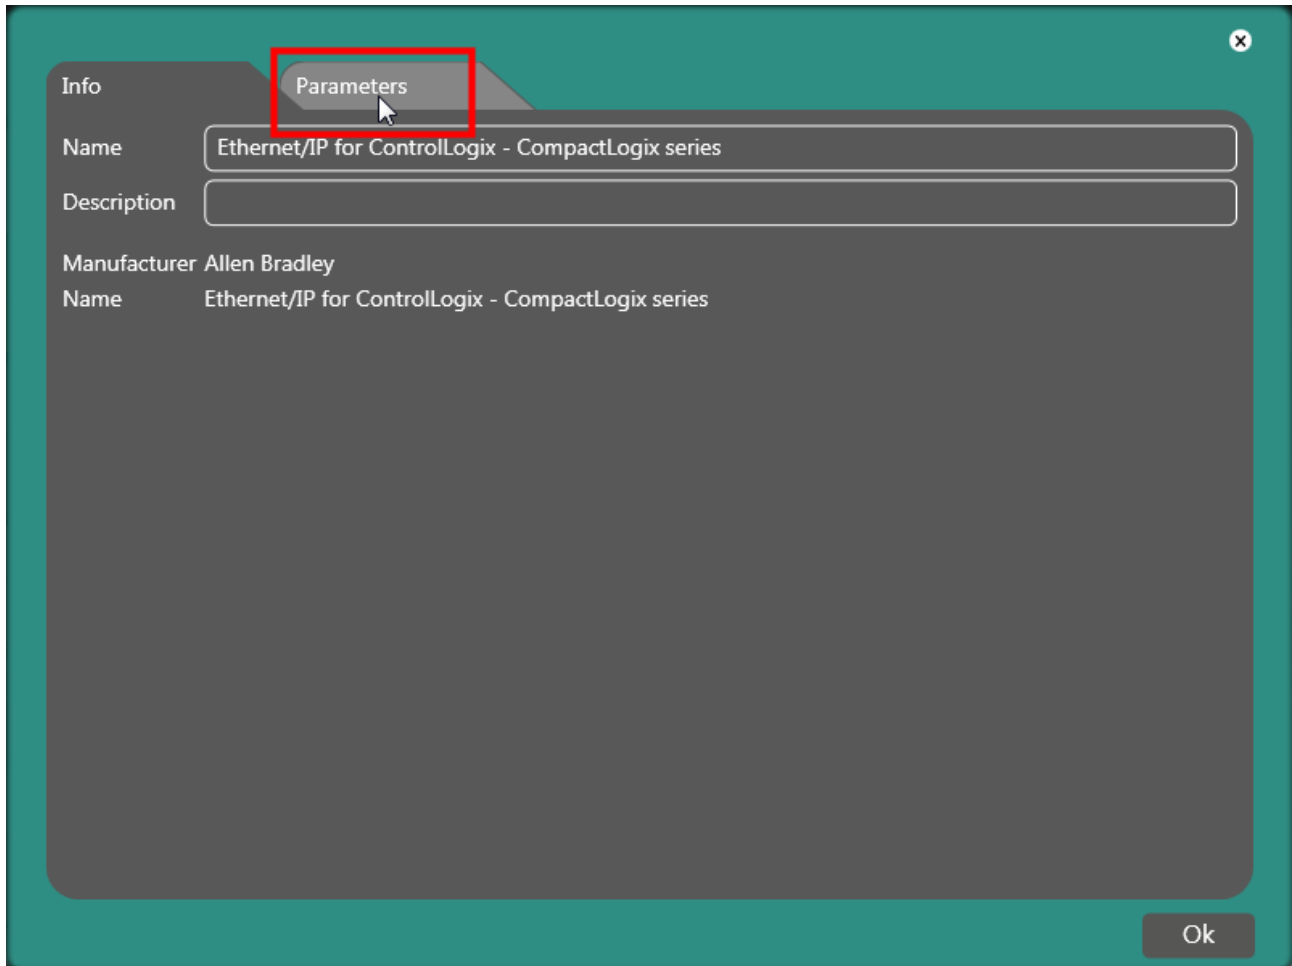 Info
Parameters
Name Ethernet/IP for ControlLogix - CompactLogix series
Description
Manufacturer Allen Bradley
Name Ethernet/IP for ControlLogix - CompactLogix series
Ok